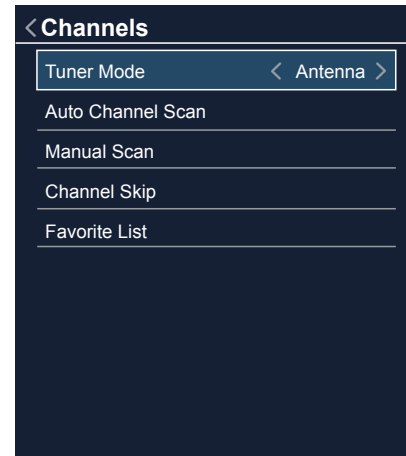 Channels
Tuner Mode Antenna
Auto Channel Scan
Manual Scan
Channel Skip
Favorite List